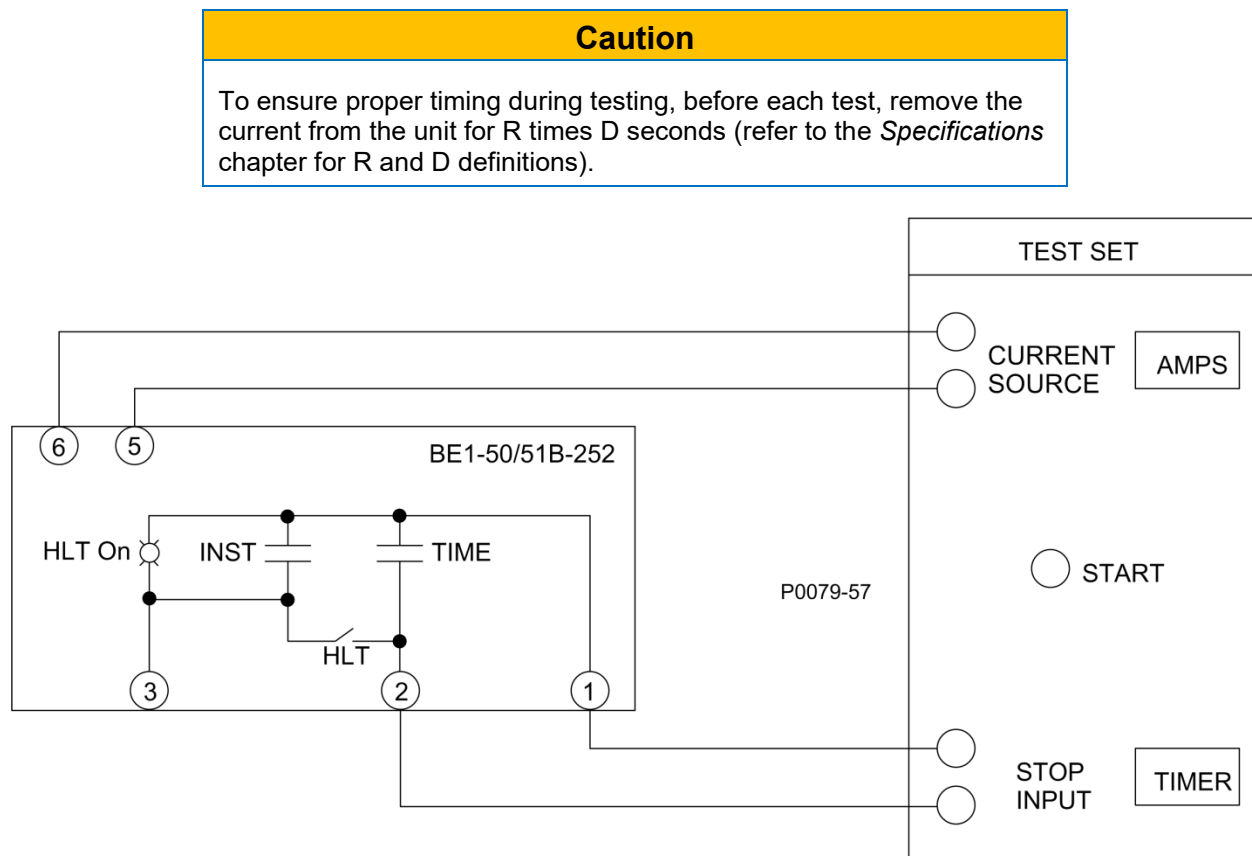 Caution
To ensure proper timing during testing, before each test, remove the
current from the unit for R times D seconds (refer to the Specifications
chapter for R and D definitions).
TEST SET
CURRENT
SOURCE
AMPS
6
5
BE1-50/51B-252
HLT On
INST
TIME
P0079-57
START
HLT
3
2
1
STOP
INPUT
TIMER